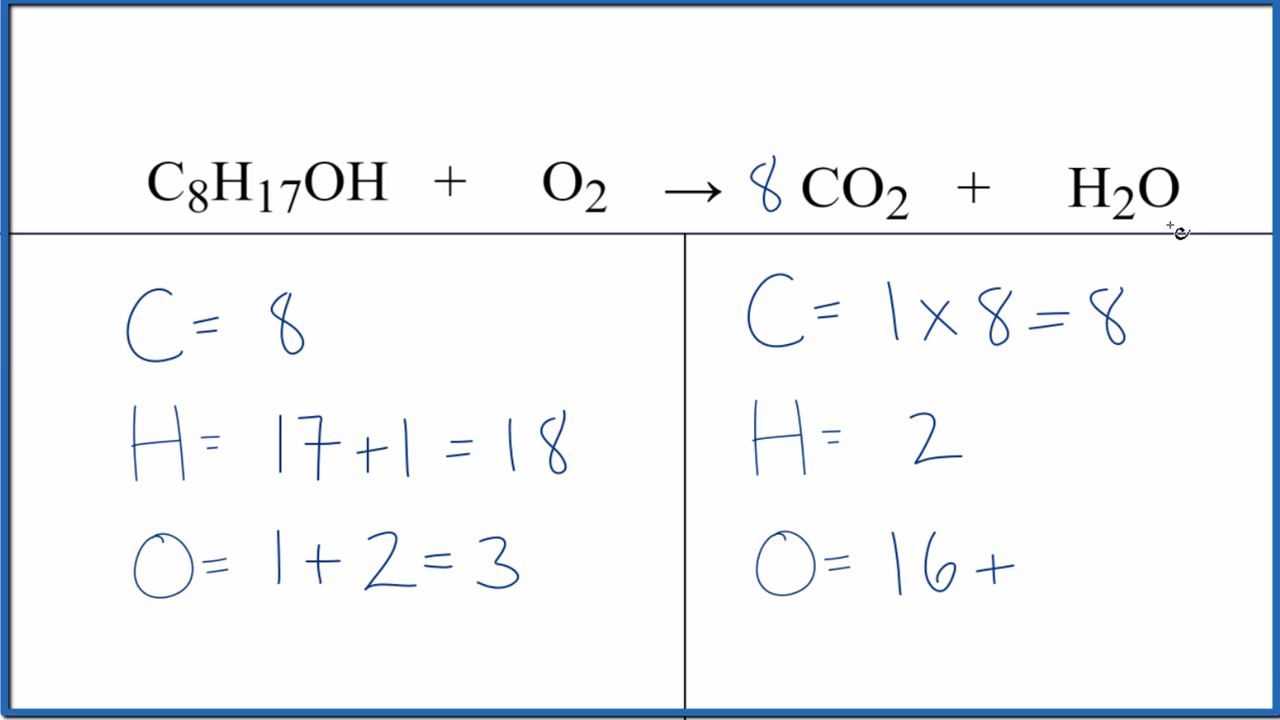 C₈H₁₇OH + O₂ → 8 CO₂ + H₂O
C = 8
H = 17 + 1 = 18
O = 1 + 2 = 3
C = 1 x 8 = 8
H = 2
O = 16 +